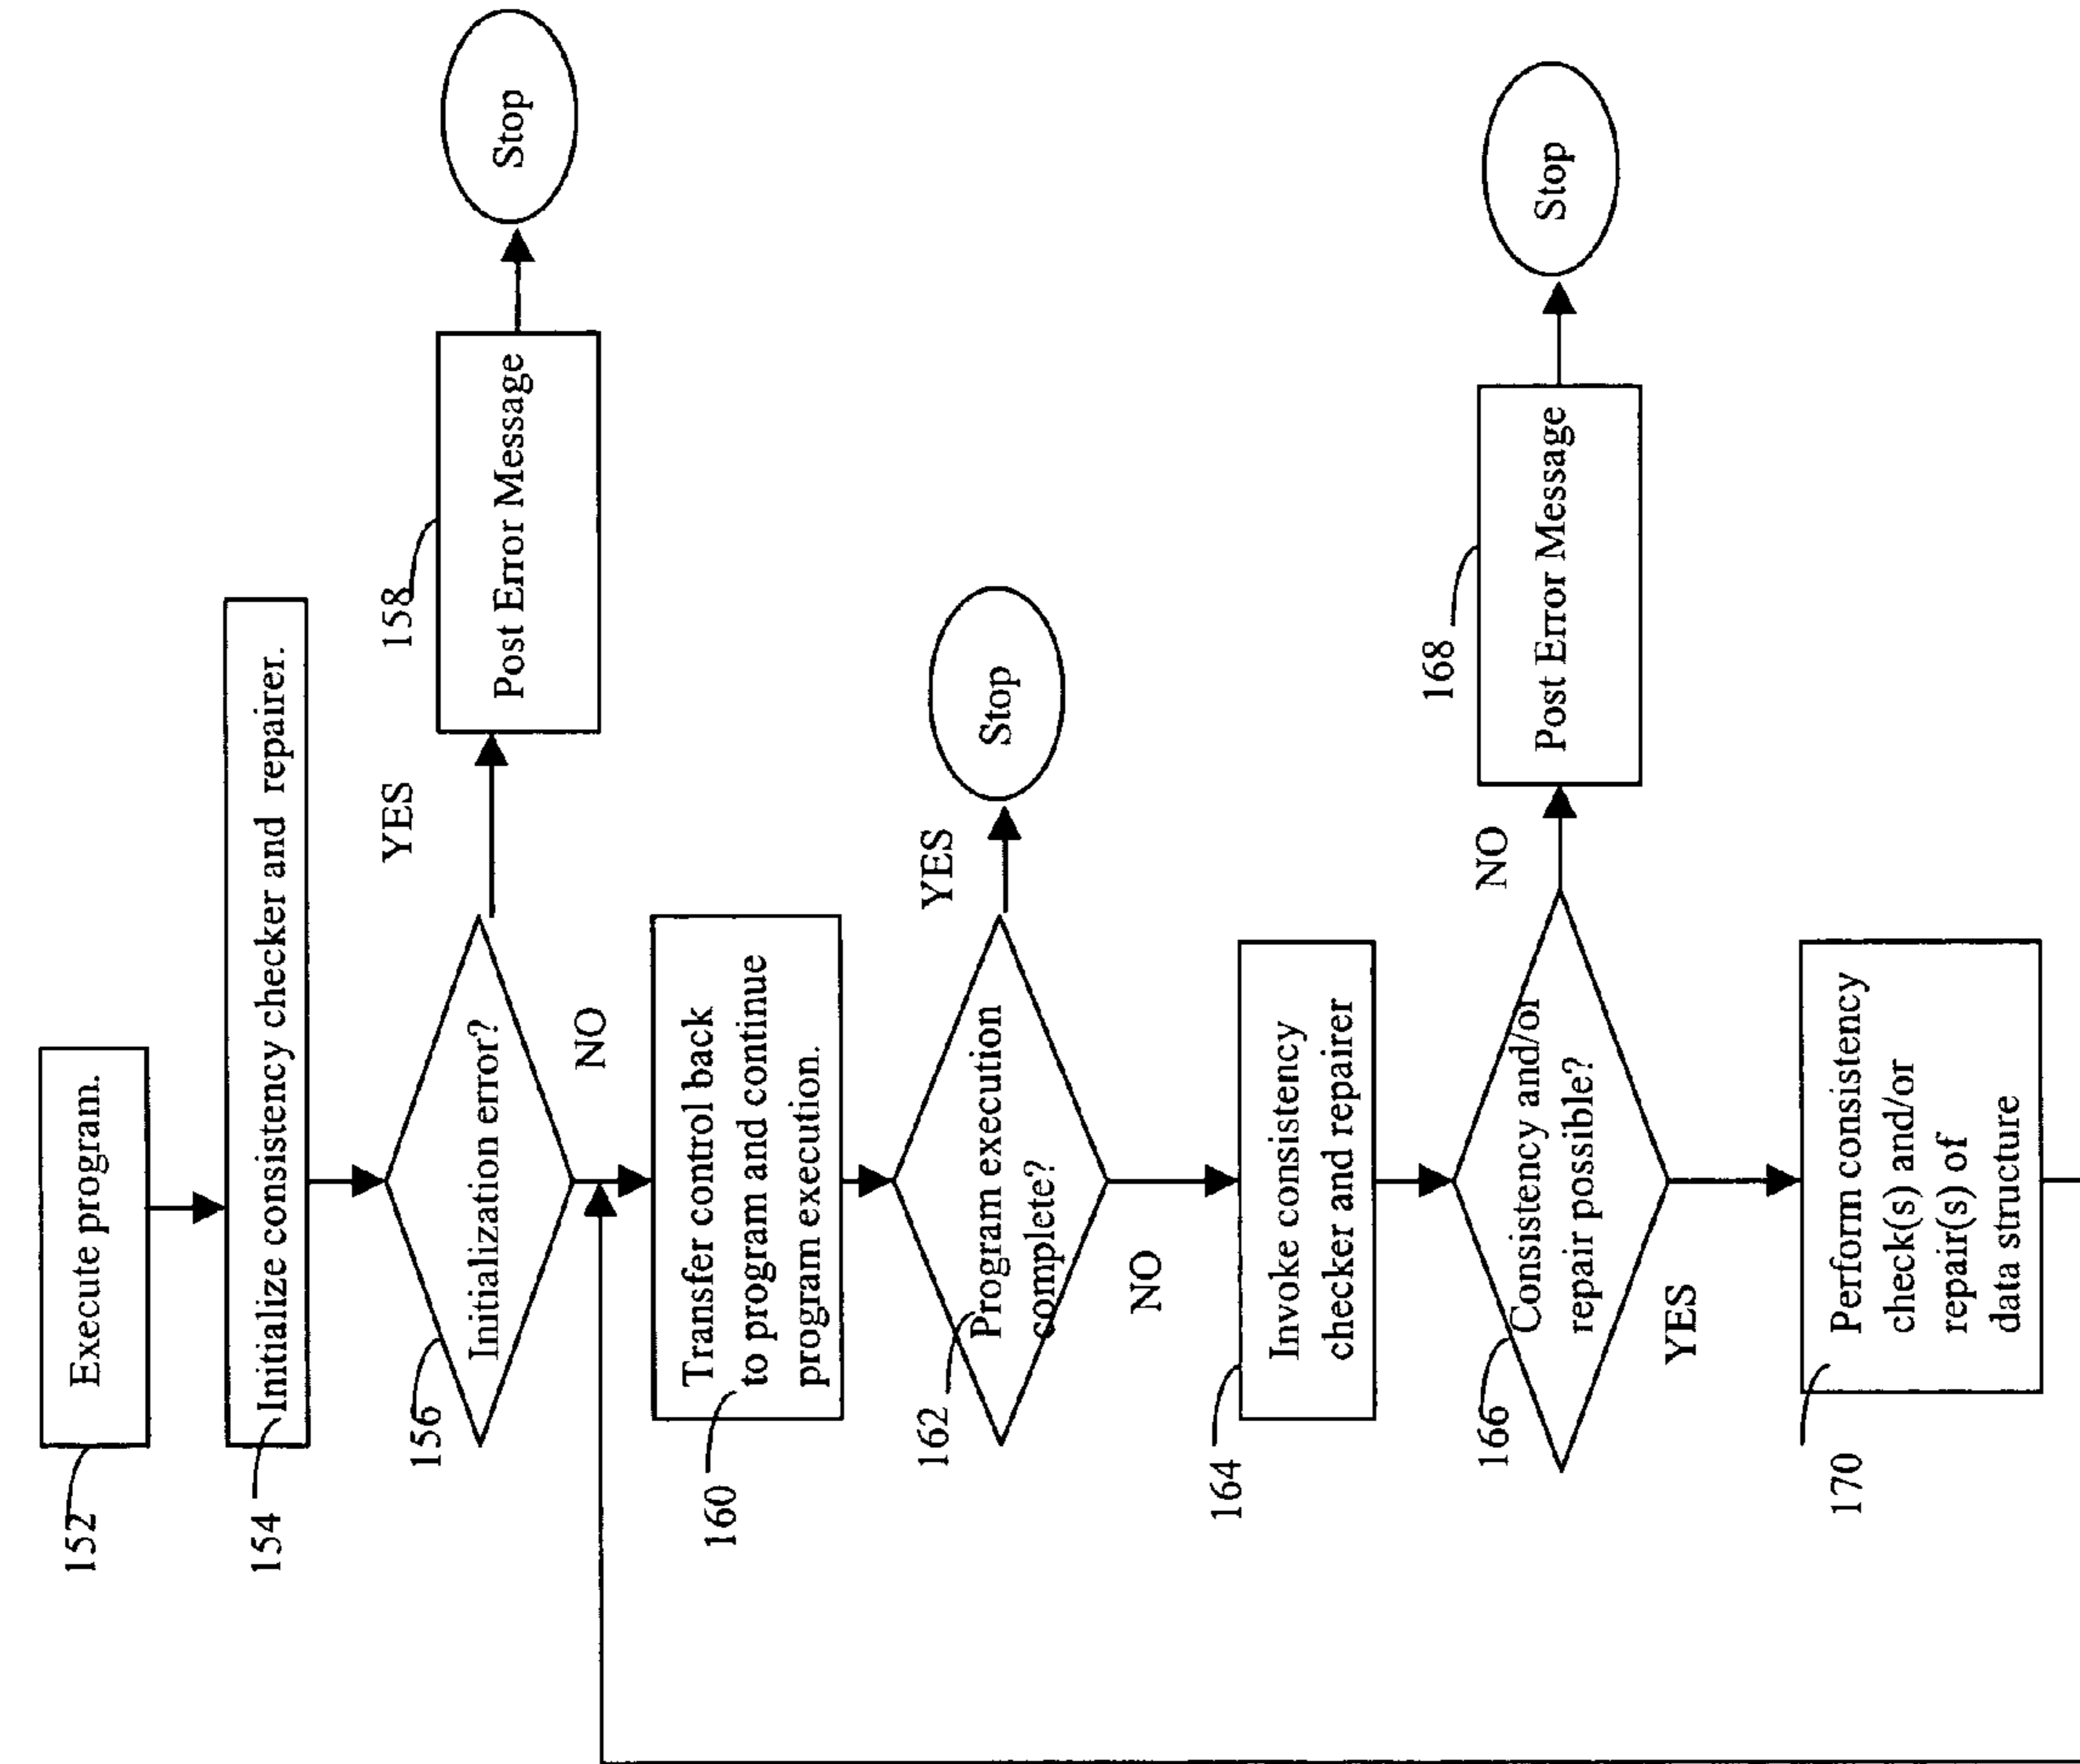 152
Execute program.
154
Initialize consistency checker and repairer.
156
Initialization error?
YES
158
Post Error Message
Stop
NO
160
Transfer control back
to program and continue
program execution.
162
Program execution
complete?
YES
Stop
NO
164
Invoke consistency
checker and repairer
166
Consistency and/or
repair possible?
NO
168
Post Error Message
Stop
YES
170
Perform consistency
check(s) and/or
repair(s) of
data structure